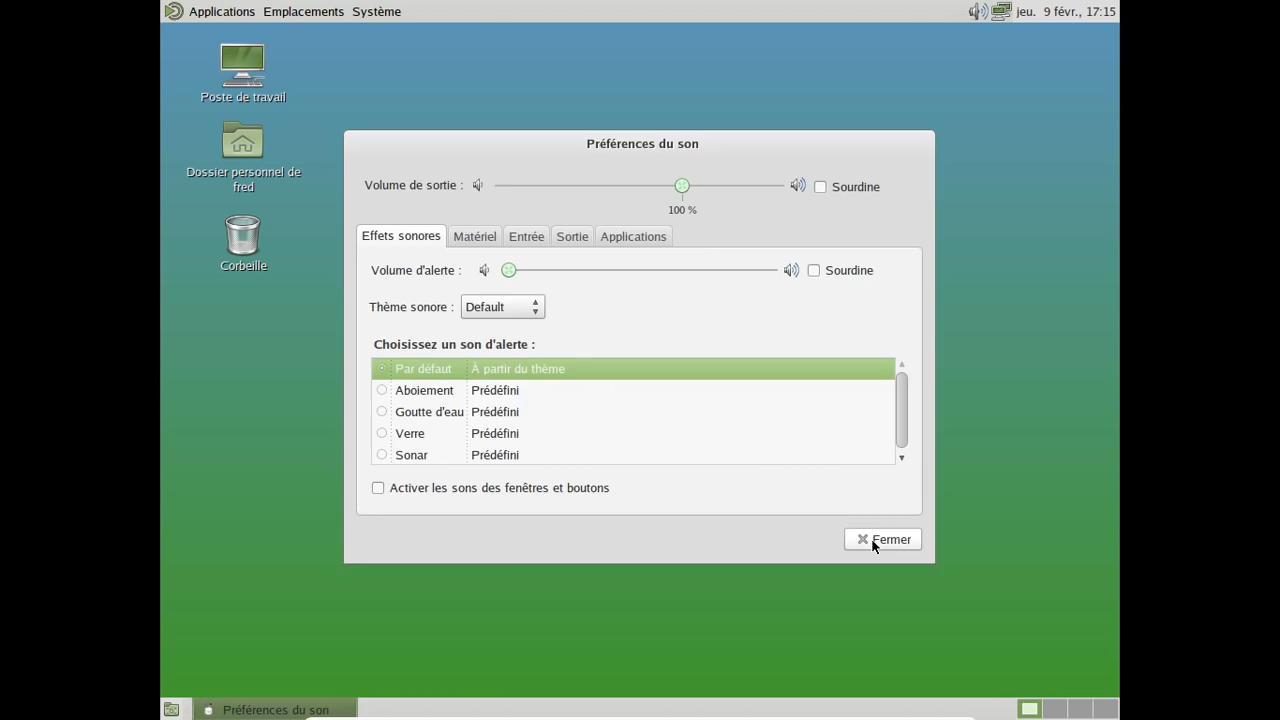 Applications Emplacements Système jeu. 9 févr., 17:15
Poste de travail
Dossier personnel de
fred
Corbeille
Préférences du son
Volume de sortie : Sourdine
100 %
Effets sonores Matériel Entrée Sortie Applications
Volume d'alerte : Sourdine
Thème sonore : Default
Choisissez un son d'alerte :
Par défaut À partir du thème
Aboiement Prédéfini
Goutte d'eau Prédéfini
Verre Prédéfini
Sonar Prédéfini
Activer les sons des fenêtres et boutons
Fermer
Préférences du son